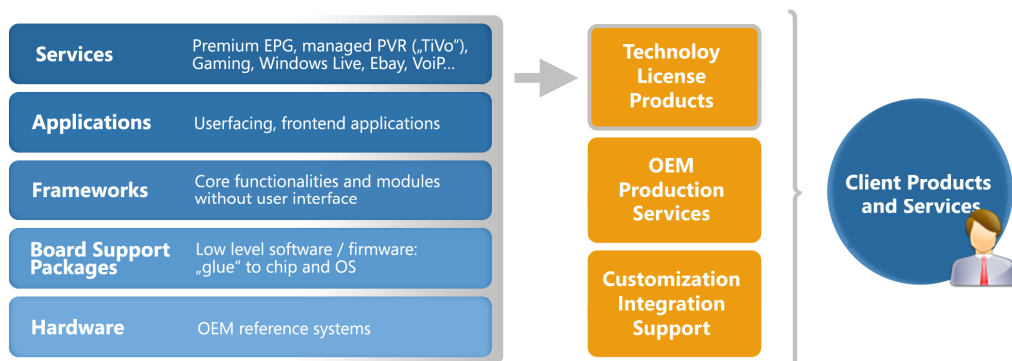 Services
Premium EPG, managed PVR („TiVo“),
Gaming, Windows Live, Ebay, VoiP...
Applications
Userfacing, frontend applications
Frameworks
Core functionalities and modules
without user interface
Board Support
Packages
Low level software / firmware:
„glue“ to chip and OS
Hardware
OEM reference systems
Technoloy
License
Products
OEM
Production
Services
Customization
Integration
Support
Client Products
and Services